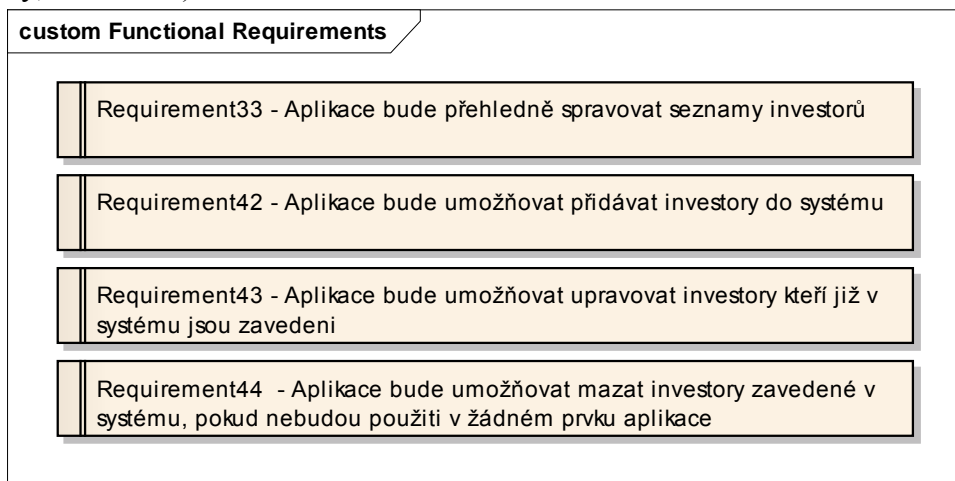 custom Functional Requirements
Requirement33 - Aplikace bude přehledně spravovat seznamy investorů
Requirement42 - Aplikace bude umožňovat přidávat investory do systému
Requirement43 - Aplikace bude umožňovat upravovat investory kteří již v
systému jsou zavedeni
Requirement44 - Aplikace bude umožňovat mazat investory zavedené v
systému, pokud nebudou použiti v žádném prvku aplikace